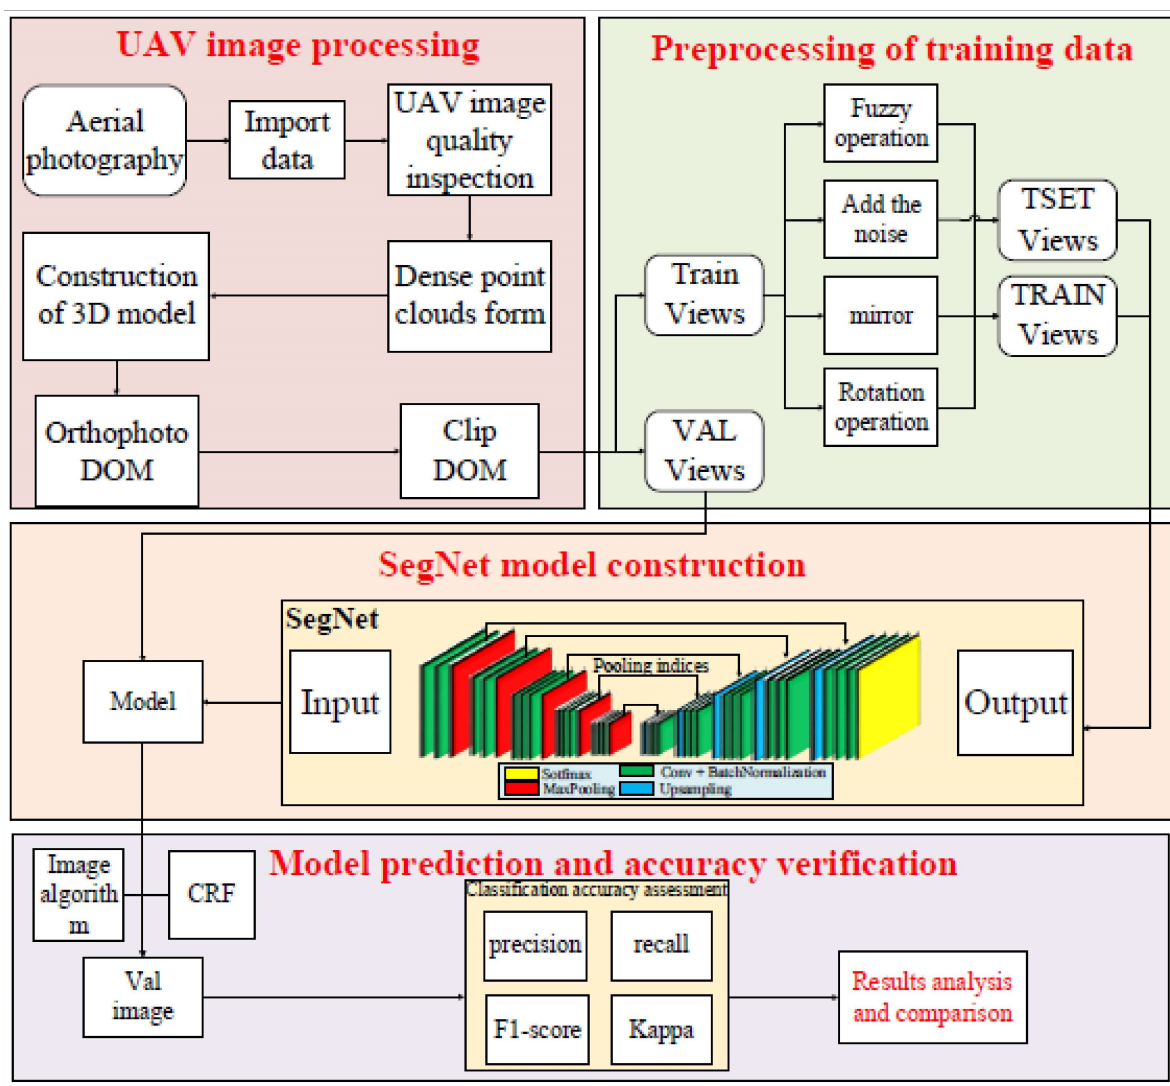 UAV image processing
Aerial
photography
Import
data
UAV image
quality
inspection
Construction
of 3D model
Dense point
clouds form
Orthophoto
DOM
Clip
DOM
Preprocessing of training data
Train
Views
VAL
Views
Fuzzy
operation
Add the
noise
mirror
Rotation
operation
TSET
Views
TRAIN
Views
SegNet model construction
Model
SegNet
Input
Pooling indices
Output
Sotfmax
Conv + BatchNormalization
MaxPooling
Upsampling
Model prediction and accuracy verification
Image
algorith
m
CRF
Val
image
Classification accuracy assessment
precision
recall
F1-score
Kappa
Results analysis
and comparison